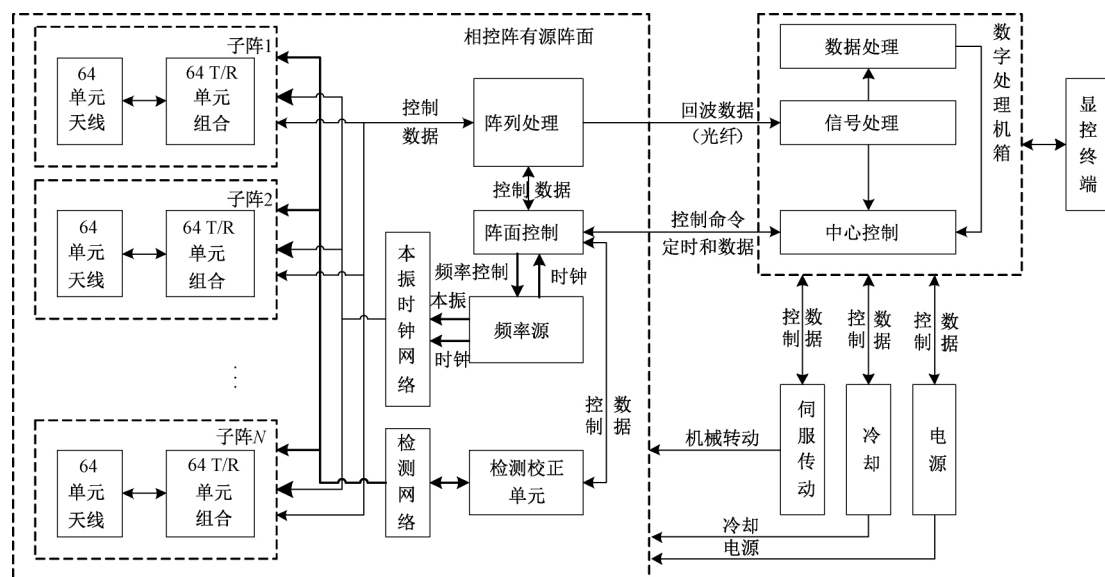 相控阵有源阵面
子阵1
64
单元
天线
64 T/R
单元
组合
子阵2
64
单元
天线
64 T/R
单元
组合
⋮
子阵N
64
单元
天线
64 T/R
单元
组合
控制
数据
阵列处理
控制
数据
阵面控制
频率控制
时钟
本振
时钟
频率源
本振时钟网络
检测网络
检测校正
单元
控制
数据
回波数据
(光纤)
控制命令
定时和数据
数据处理
信号处理
中心控制
数字处理机箱
显控终端
控制
数据
控制
数据
控制
数据
伺服传动
冷却
电源
机械转动
冷却
电源